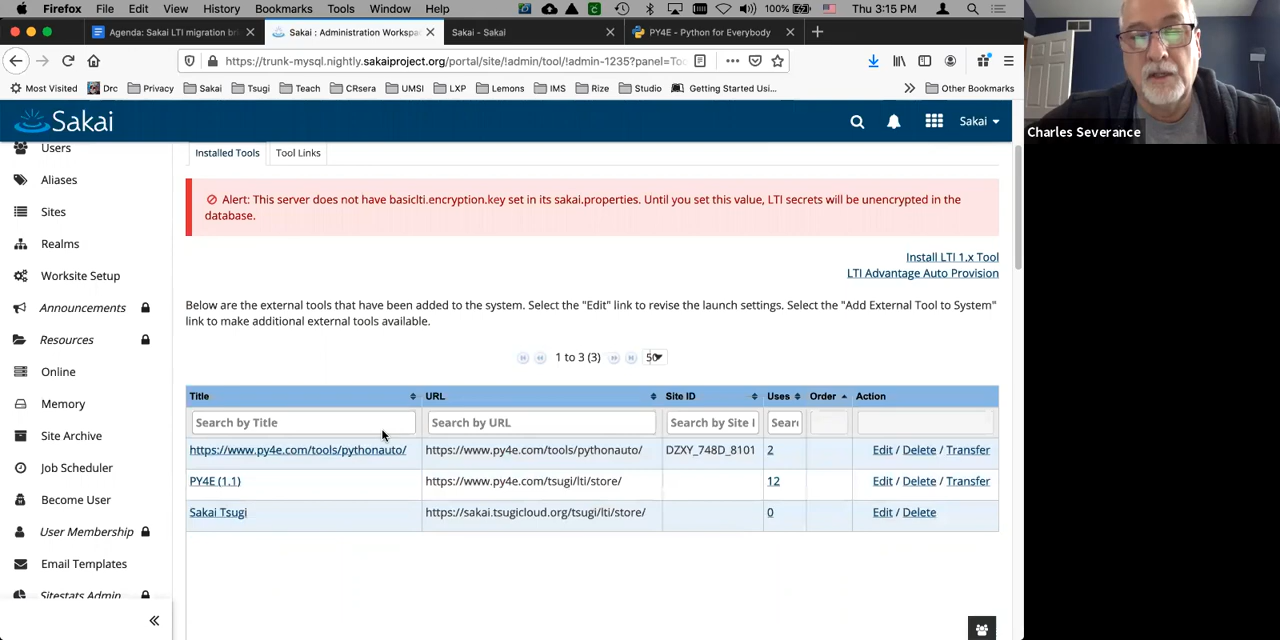 Firefox File Edit View History Bookmarks Tools Window Help 100% Thu 3:15 PM
Agenda: Sakai LTI migration br
Sakai : Administration Workspa
Sakai - Sakai
PY4E - Python for Everybody
https://trunk-mysql.nightly.sakaiproject.org/portal/site/!admin/tool/!admin-1235?panel=To
Most Visited Drc Privacy Sakai Tsugi Teach CRsera UMSI LXP Lemons IMS Rize Studio Getting Started Usi... Other Bookmarks
Charles Severance
Sakai
Sakai
Users
Aliases
Sites
Realms
Worksite Setup
Announcements
Resources
Online
Memory
Site Archive
Job Scheduler
Become User
User Membership
Email Templates
Sitestats Admin
Installed Tools Tool Links
Alert: This server does not have basiclti.encryption.key set in its sakai.properties. Until you set this value, LTI secrets will be unencrypted in the
database.
Install LTI 1.x Tool
LTI Advantage Auto Provision
Below are the external tools that have been added to the system. Select the "Edit" link to revise the launch settings. Select the "Add External Tool to System"
link to make additional external tools available.
1 to 3 (3) 50
Title URL Site ID Uses Order Action
Search by Title Search by URL Search by Site I Searc
https://www.py4e.com/tools/pythonauto/ https://www.py4e.com/tools/pythonauto/ DZXY_748D_8101 2 Edit / Delete / Transfer
PY4E (1.1) https://www.py4e.com/tsugi/lti/store/ 12 Edit / Delete / Transfer
Sakai Tsugi https://sakai.tsugicloud.org/tsugi/lti/store/ 0 Edit / Delete